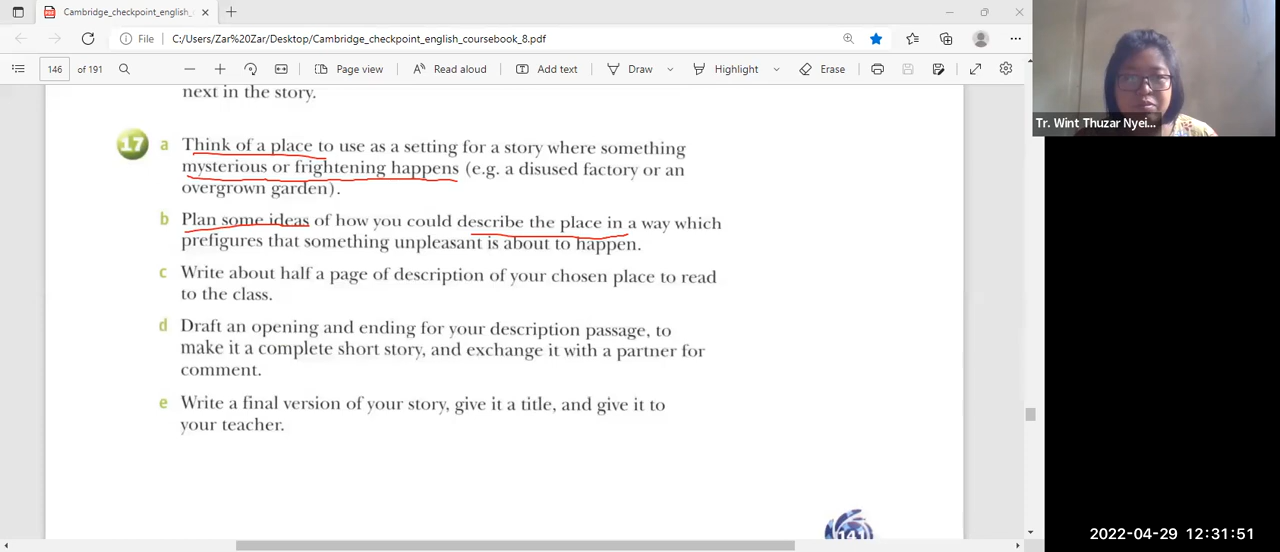 Cambridge_checkpoint_english_
File
C:/Users/Zar%20Zar/Desktop/Cambridge_checkpoint_english_coursebook_8.pdf
146 of 191
Page view
Read aloud
Add text
Draw
Highlight
Erase
next in the story.
17 a Think of a place to use as a setting for a story where something
mysterious or frightening happens (e.g. a disused factory or an
overgrown garden).
b Plan some ideas of how you could describe the place in a way which
prefigures that something unpleasant is about to happen.
c Write about half a page of description of your chosen place to read
to the class.
d Draft an opening and ending for your description passage, to
make it a complete short story, and exchange it with a partner for
comment.
e Write a final version of your story, give it a title, and give it to
your teacher.
141
Tr. Wint Thuzar Nyei...
2022-04-29 12:31:51